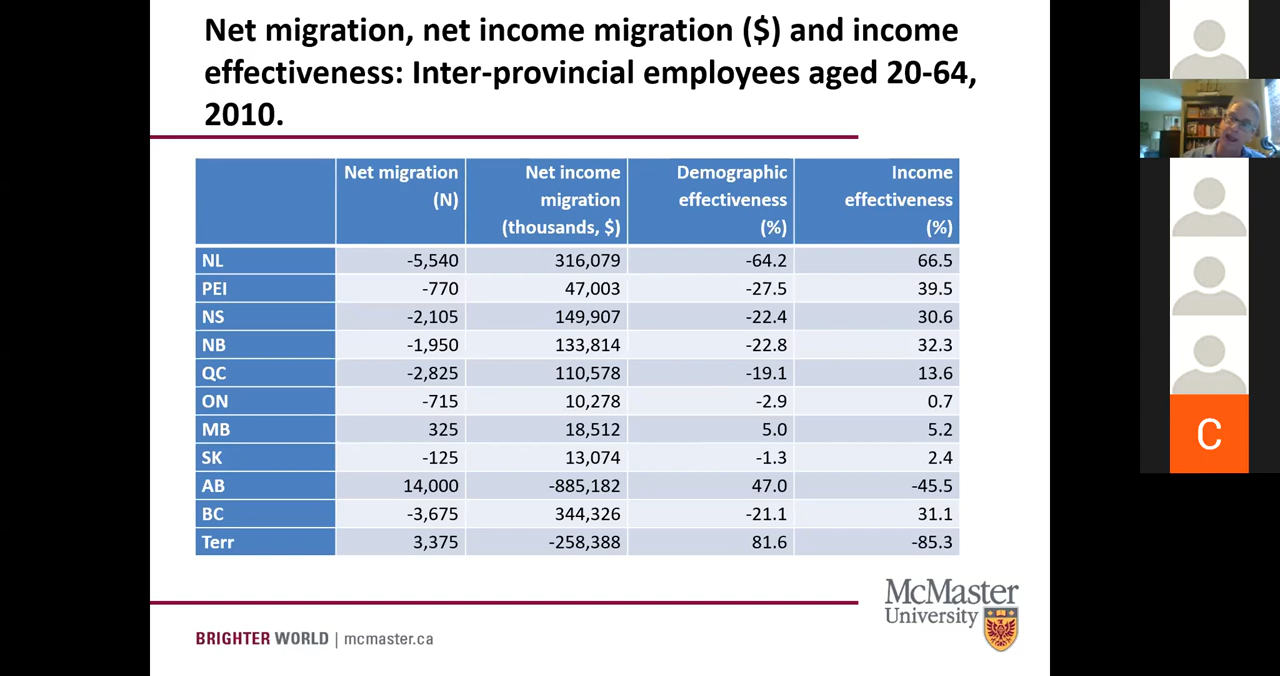 Net migration, net income migration ($) and income
effectiveness: Inter-provincial employees aged 20-64,
2010.
Net migration (N) Net income migration (thousands, $) Demographic effectiveness (%) Income effectiveness (%)
NL -5,540 316,079 -64.2 66.5
PEI -770 47,003 -27.5 39.5
NS -2,105 149,907 -22.4 30.6
NB -1,950 133,814 -22.8 32.3
QC -2,825 110,578 -19.1 13.6
ON -715 10,278 -2.9 0.7
MB 325 18,512 5.0 5.2
SK -125 13,074 -1.3 2.4
AB 14,000 -885,182 47.0 -45.5
BC -3,675 344,326 -21.1 31.1
Terr 3,375 -258,388 81.6 -85.3
McMaster
University
BRIGHTER WORLD | mcmaster.ca
C